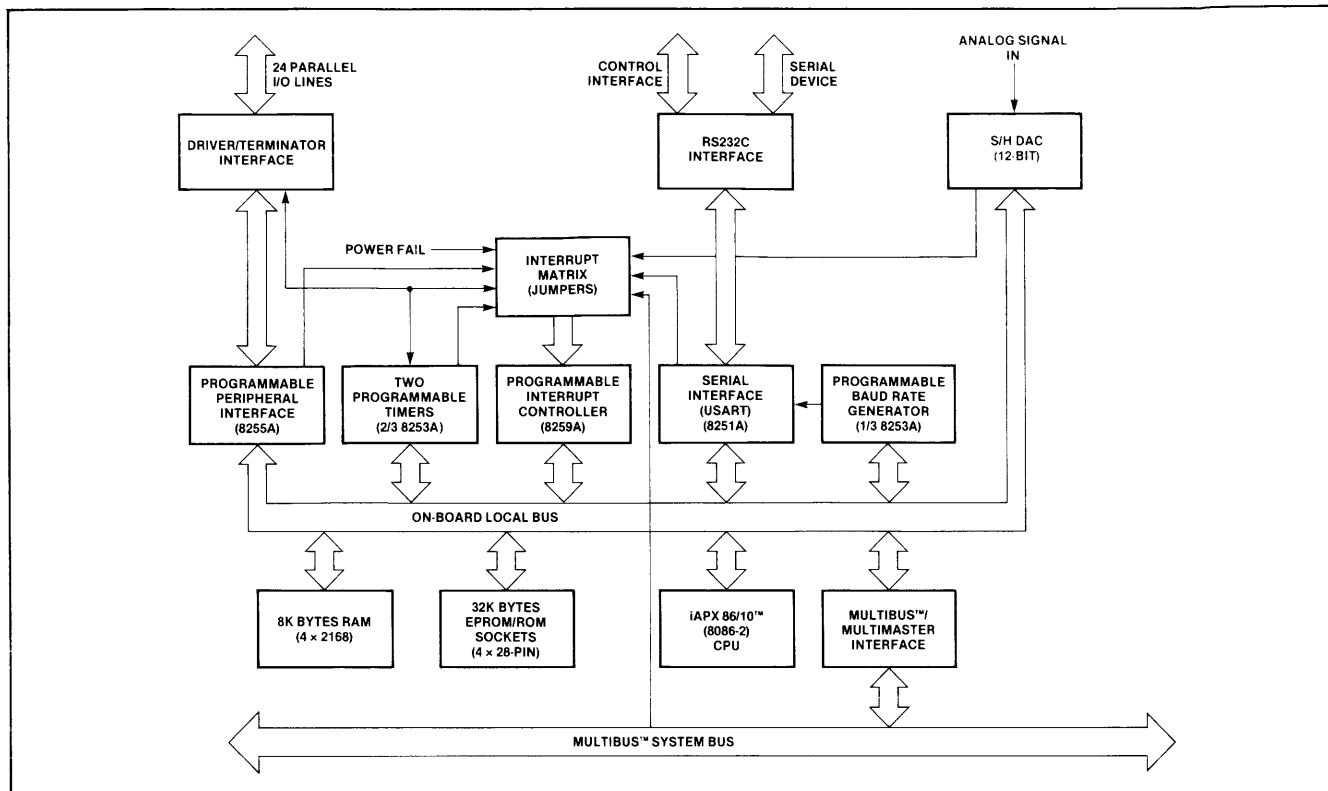 24 PARALLEL
I/O LINES
CONTROL
INTERFACE
SERIAL
DEVICE
ANALOG SIGNAL
IN
DRIVER/TERMINATOR
INTERFACE
RS232C
INTERFACE
S/H DAC
(12-BIT)
POWER FAIL
INTERRUPT
MATRIX
(JUMPERS)
PROGRAMMABLE
PERIPHERAL
INTERFACE
(8255A)
TWO
PROGRAMMABLE
TIMERS
(2/3 8253A)
PROGRAMMABLE
INTERRUPT
CONTROLLER
(8259A)
SERIAL
INTERFACE
(USART)
(8251A)
PROGRAMMABLE
BAUD RATE
GENERATOR
(1/3 8253A)
ON-BOARD LOCAL BUS
8K BYTES RAM
(4 × 2168)
32K BYTES
EPROM/ROM
SOCKETS
(4 × 28-PIN)
iAPX 86/10™
(8086-2)
CPU
MULTIBUS™/
MULTIMASTER
INTERFACE
MULTIBUS™ SYSTEM BUS